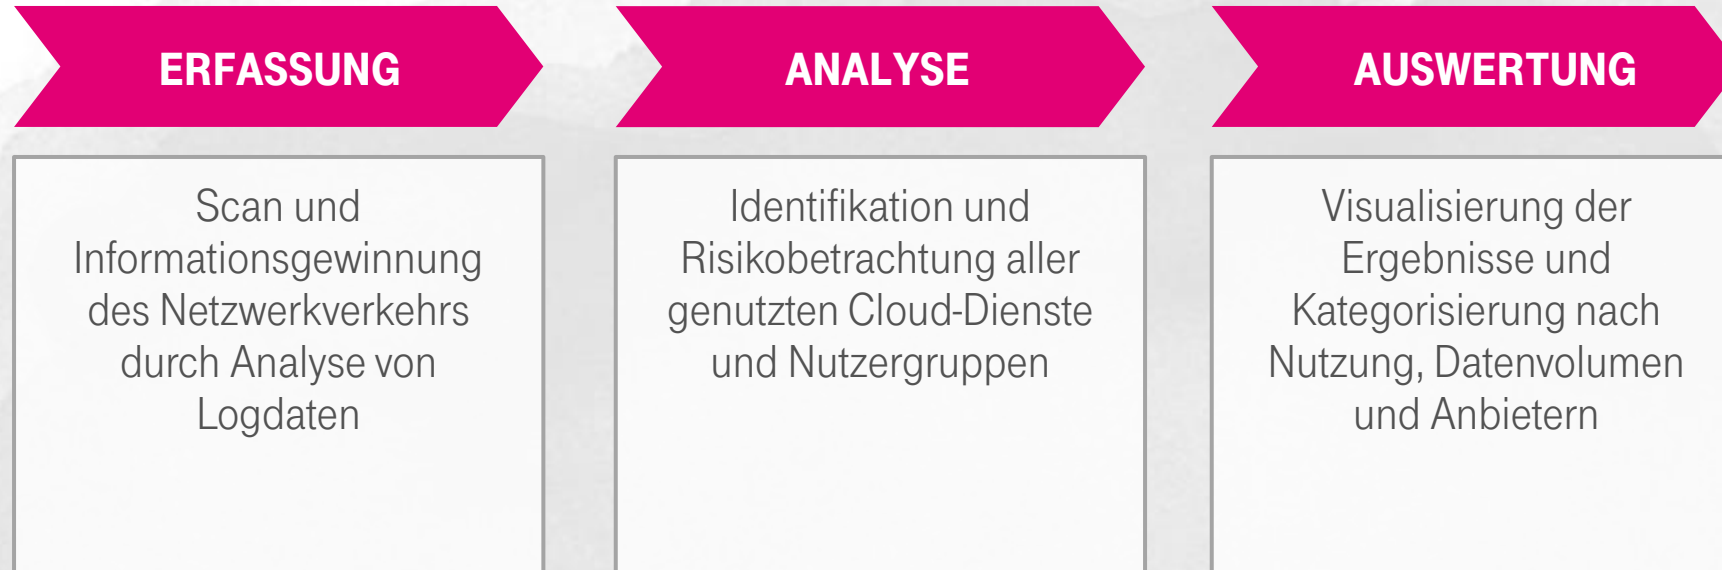 ERFASSUNG
Scan und
Informationsgewinnung
des Netzwerkverkehrs
durch Analyse von
Logdaten
ANALYSE
Identifikation und
Risikobetrachtung aller
genutzten Cloud-Dienste
und Nutzergruppen
AUSWERTUNG
Visualisierung der
Ergebnisse und
Kategorisierung nach
Nutzung, Datenvolumen
und Anbietern